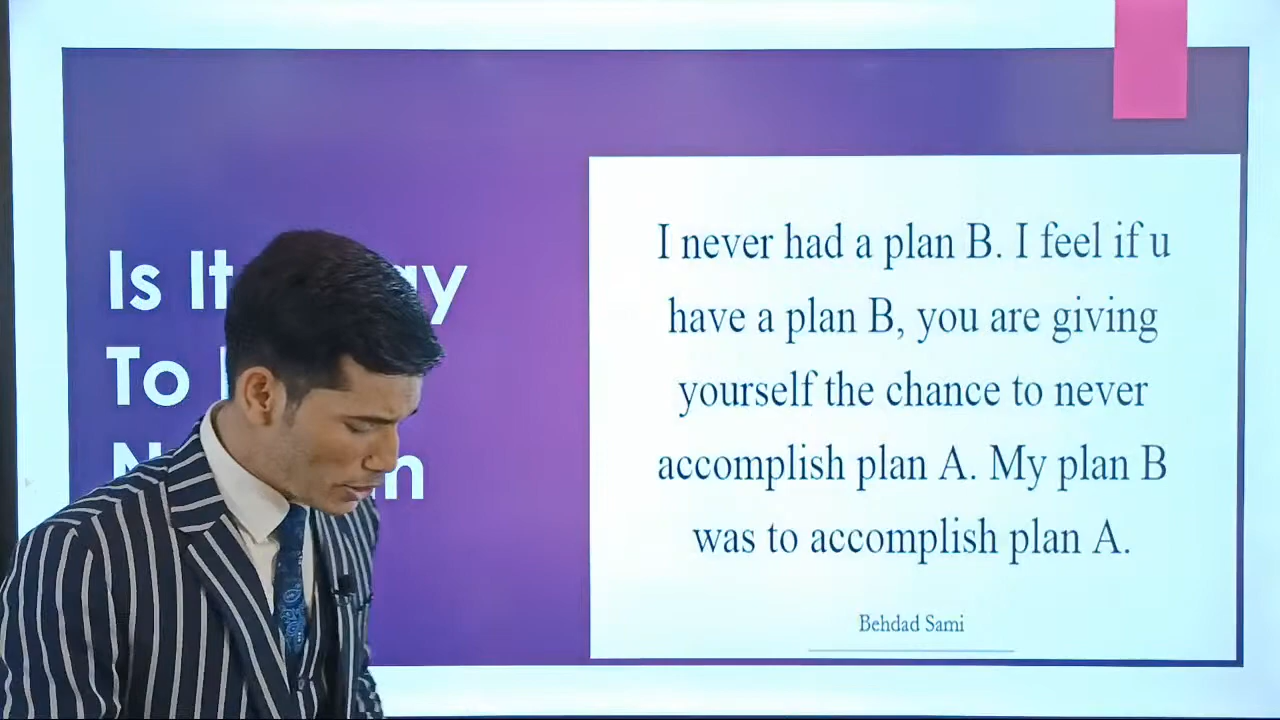 Is It
To
I never had a plan B. I feel if u
have a plan B, you are giving
yourself the chance to never
accomplish plan A. My plan B
was to accomplish plan A.
Behdad Sami